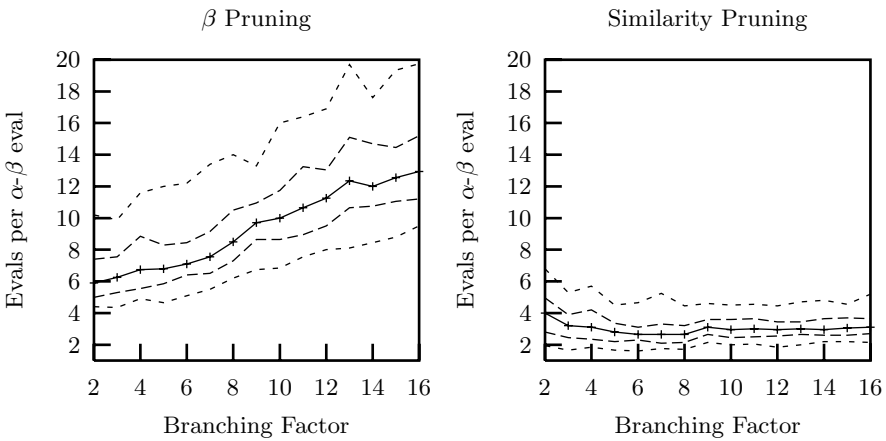 β Pruning
20
18
16
14
12
10
8
6
4
2
2 4 6 8 10 12 14 16
Branching Factor
Evals per α-β eval
Similarity Pruning
20
18
16
14
12
10
8
6
4
2
2 4 6 8 10 12 14 16
Branching Factor
Evals per α-β eval